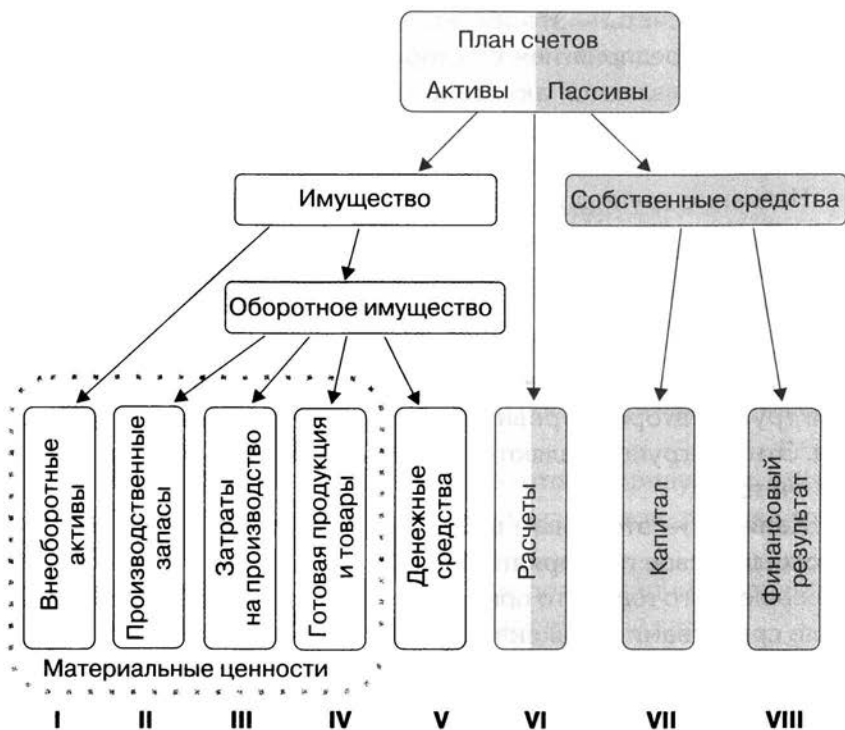 План счетов
Активы Пассивы
Имущество
Собственные средства
Оборотное имущество
Внеоборотные
активы
Производственные
запасы
Затраты
на производство
Готовая продукция
и товары
Денежные
средства
Расчеты
Капитал
Финансовый
результат
Материальные ценности
I II III IV V VI VII VIII